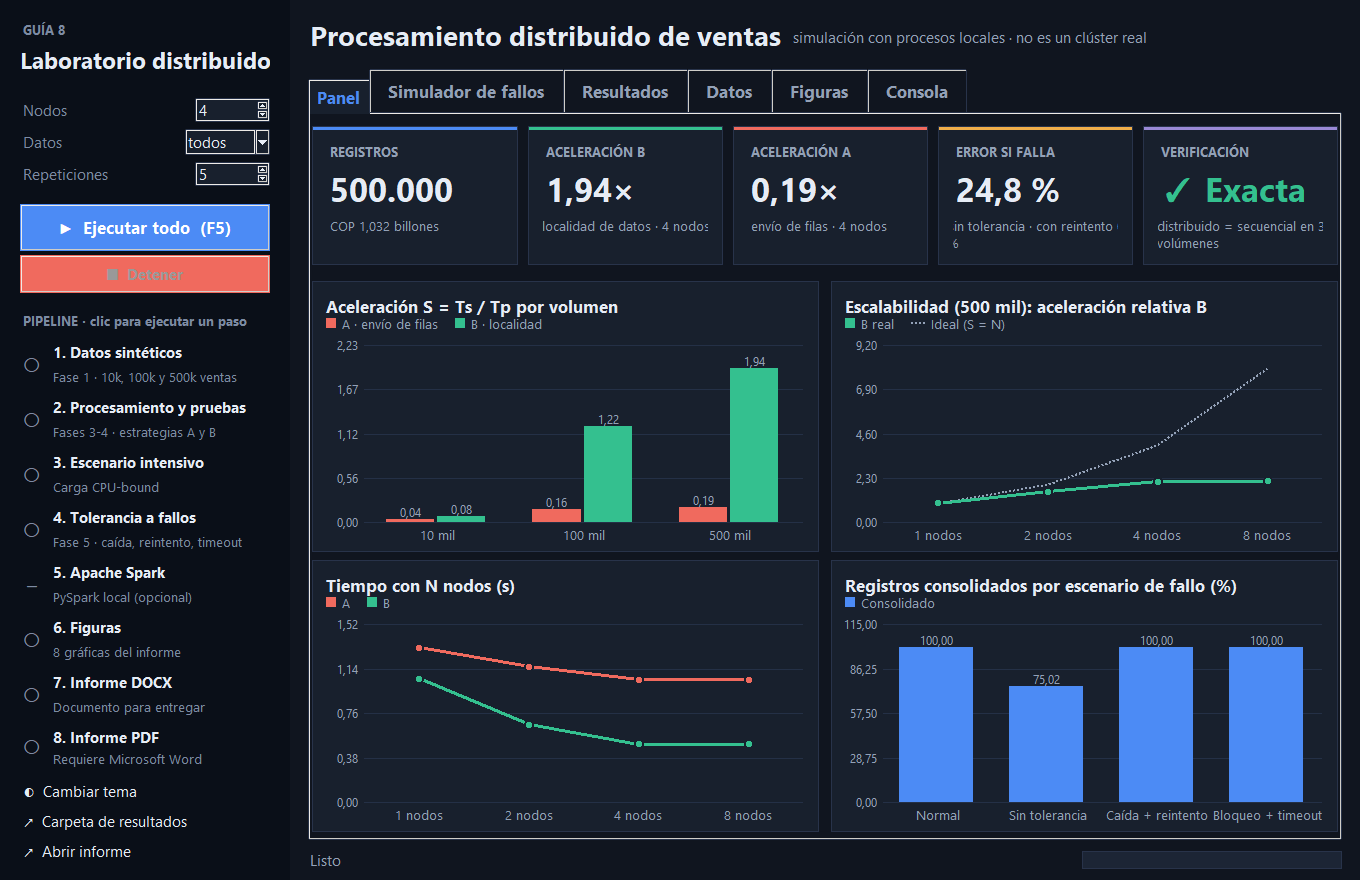 GUÍA 8
Laboratorio distribuido
Nodos 4
Datos todos
Repeticiones 5
► Ejecutar todo (F5)
■ Detener
PIPELINE · clic para ejecutar un paso
1. Datos sintéticos
Fase 1 · 10k, 100k y 500k ventas
2. Procesamiento y pruebas
Fases 3-4 · estrategias A y B
3. Escenario intensivo
Carga CPU-bound
4. Tolerancia a fallos
Fase 5 · caída, reintento, timeout
5. Apache Spark
PySpark local (opcional)
6. Figuras
8 gráficas del informe
7. Informe DOCX
Documento para entregar
8. Informe PDF
Requiere Microsoft Word
◐ Cambiar tema
↗ Carpeta de resultados
↗ Abrir informe
Procesamiento distribuido de ventas simulación con procesos locales · no es un clúster real
Panel Simulador de fallos Resultados Datos Figuras Consola
REGISTROS
500.000
COP 1,032 billones
ACELERACIÓN B
1,94×
localidad de datos · 4 nodos
ACELERACIÓN A
0,19×
envío de filas · 4 nodos
ERROR SI FALLA
24,8 %
in tolerancia · con reintento
%
VERIFICACIÓN
✓ Exacta
distribuido = secuencial en 3
volúmenes
Aceleración S = Ts / Tp por volumen
A · envío de filas B · localidad
2,23
1,67
1,12
0,56
0,00
0,04 0,08 0,16 1,22 0,19 1,94
10 mil 100 mil 500 mil
Escalabilidad (500 mil): aceleración relativa B
B real Ideal (S = N)
9,20
6,90
4,60
2,30
0,00
1 nodos 2 nodos 4 nodos 8 nodos
Tiempo con N nodos (s)
A B
1,52
1,14
0,76
0,38
0,00
1 nodos 2 nodos 4 nodos 8 nodos
Registros consolidados por escenario de fallo (%)
Consolidado
115,00
86,25
57,50
28,75
0,00
100,00 75,02 100,00 100,00
Normal Sin tolerancia Caída + reintento Bloqueo + timeout
Listo